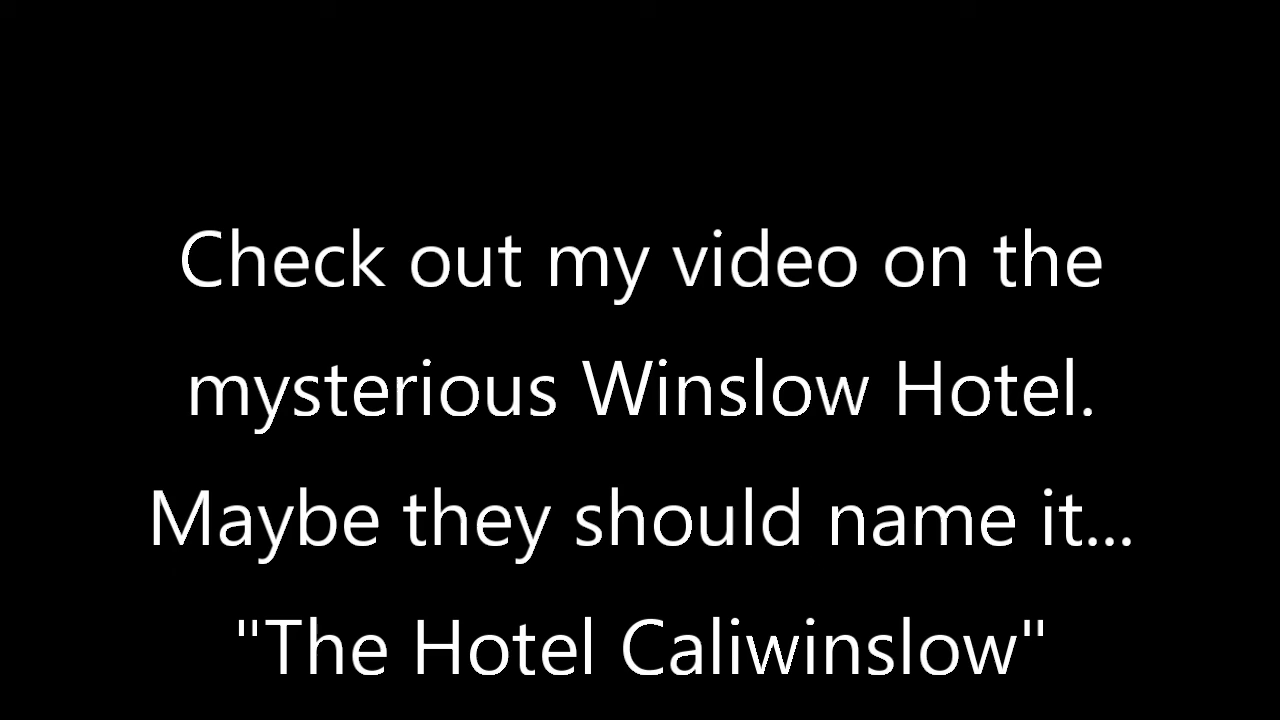 Check out my video on the
mysterious Winslow Hotel.
Maybe they should name it...
"The Hotel Caliwinslow"